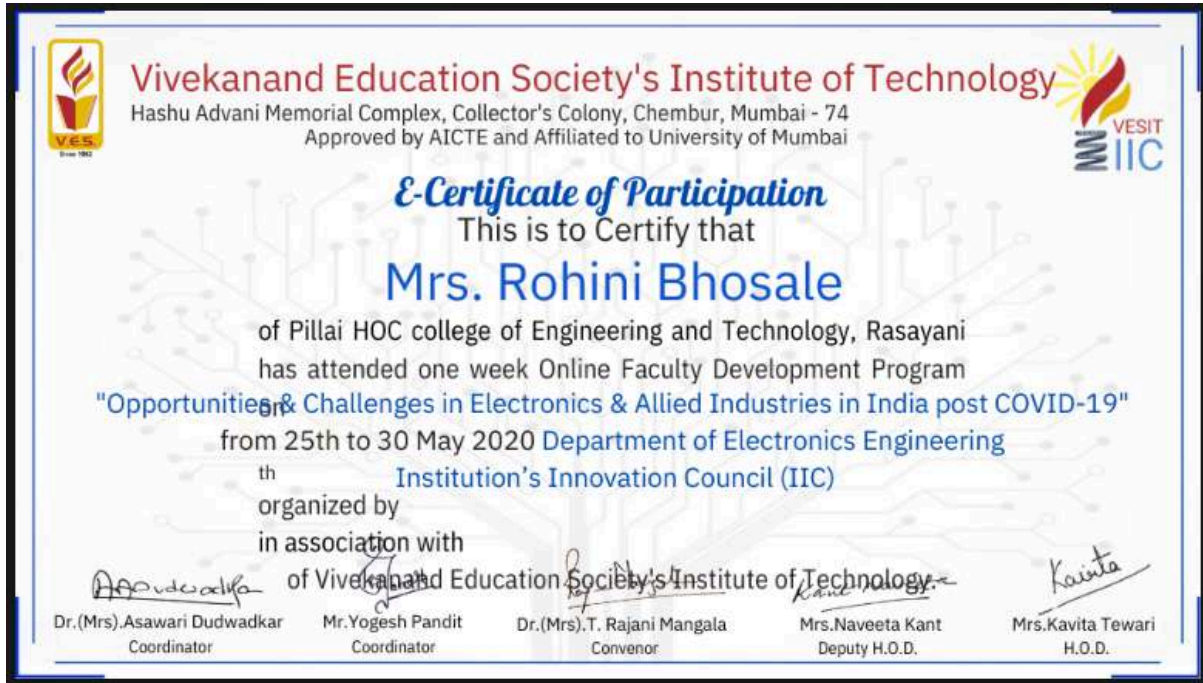 Vivekanand Education Society's Institute of Technology
Hashu Advani Memorial Complex, Collector's Colony, Chembur, Mumbai - 74
Approved by AICTE and Affiliated to University of Mumbai
V.E.S.
Since 1962
VESIT
IIC
E-Certificate of Participation
This is to Certify that
Mrs. Rohini Bhosale
of Pillai HOC college of Engineering and Technology, Rasayani
has attended one week Online Faculty Development Program
on
"Opportunities & Challenges in Electronics & Allied Industries in India post COVID-19"
from 25th to 30 May 2020 Department of Electronics Engineering
th
Institution's Innovation Council (IIC)
organized by
in association with
of Vivekanand Education Society's Institute of Technology.
Kavita
Dr.(Mrs).Asawari Dudwadkar
Coordinator
Mr.Yogesh Pandit
Coordinator
Dr.(Mrs).T. Rajani Mangala
Convenor
Mrs.Naveeta Kant
Deputy H.O.D.
Mrs.Kavita Tewari
H.O.D.